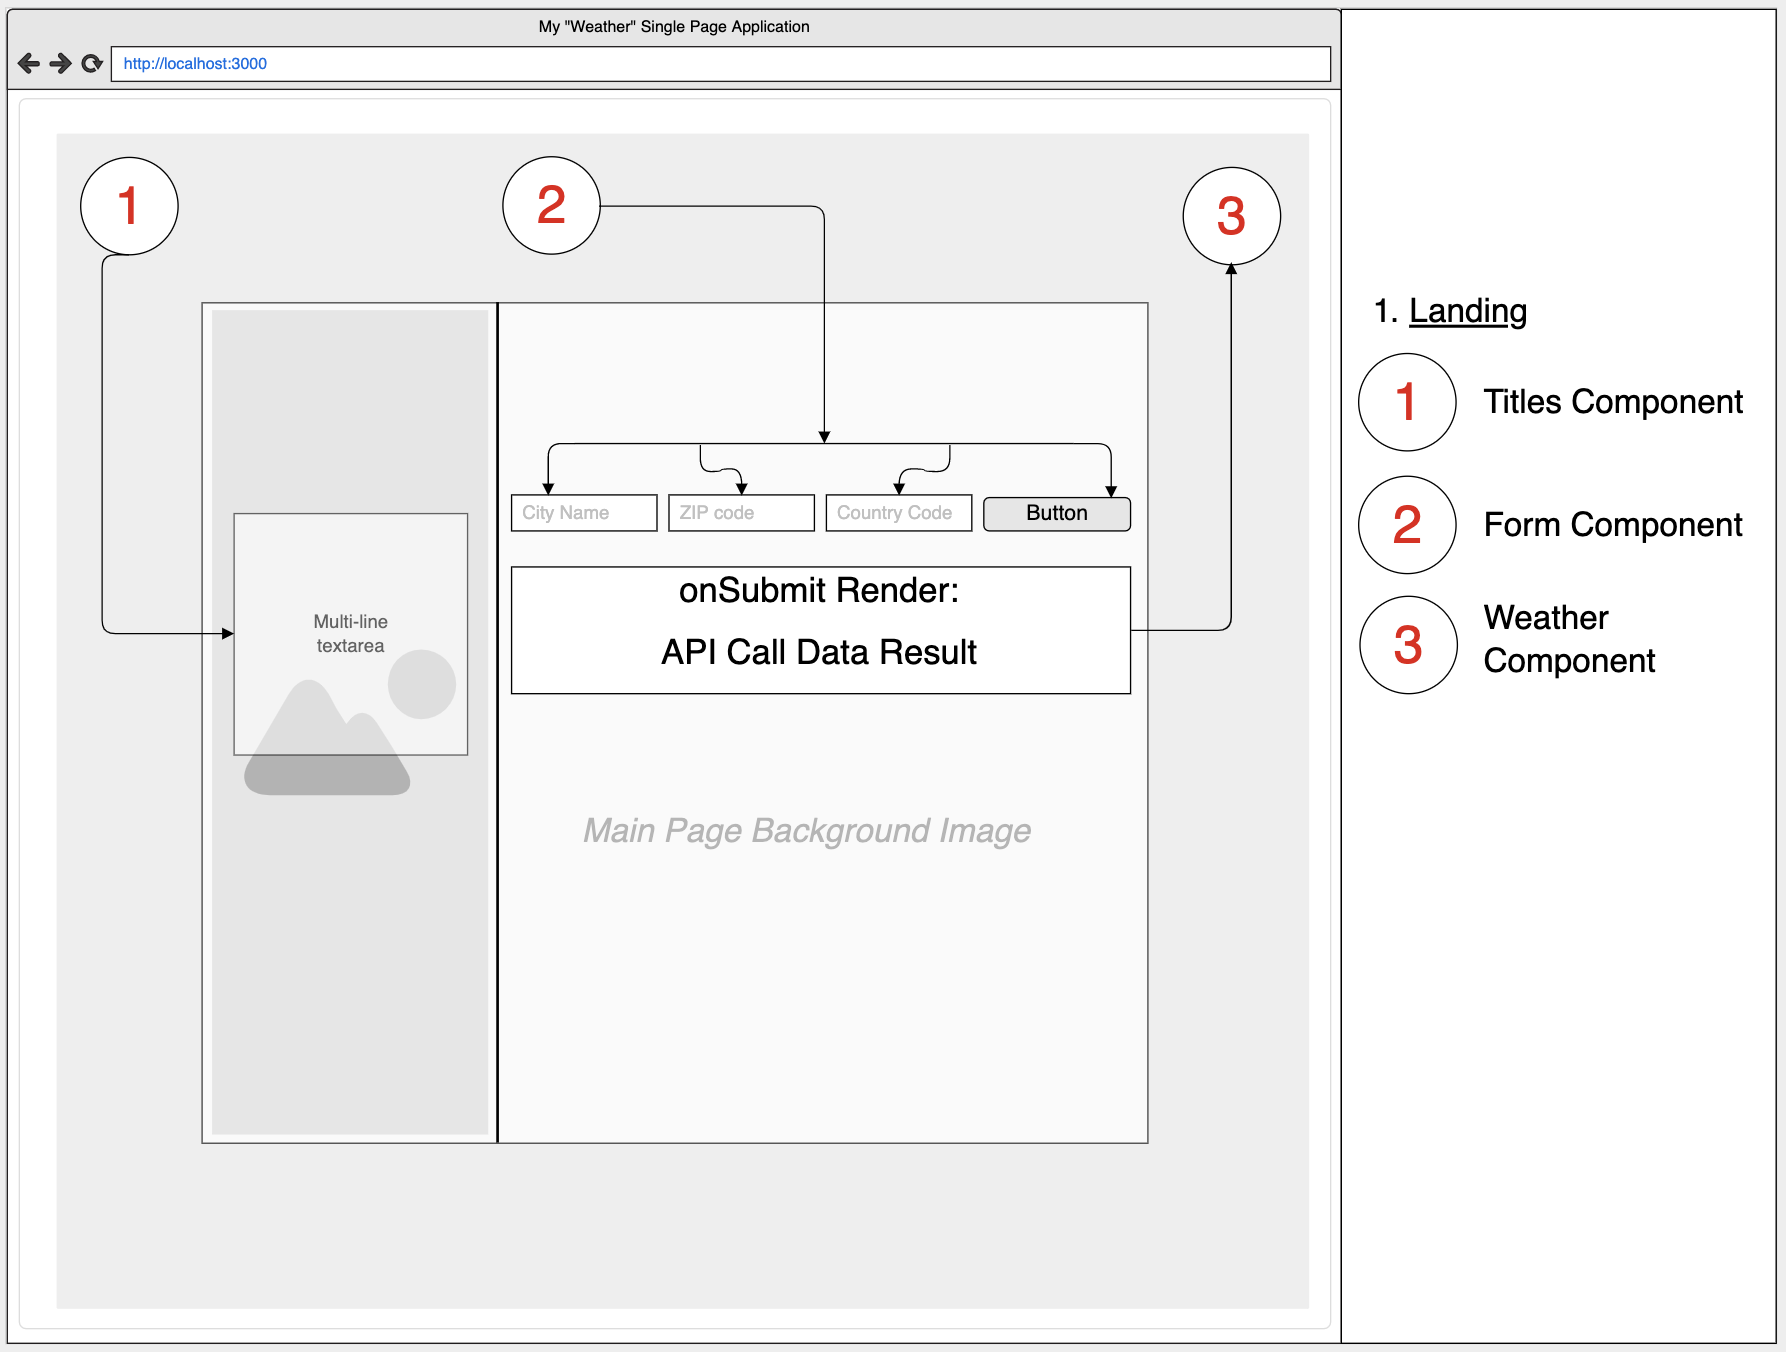 My "Weather" Single Page Application
http://localhost:3000
1
2
3
City Name
ZIP code
Country Code
Button
onSubmit Render:
API Call Data Result
Multi-line
textarea
Main Page Background Image
1. Landing
1
Titles Component
2
Form Component
3
Weather
Component